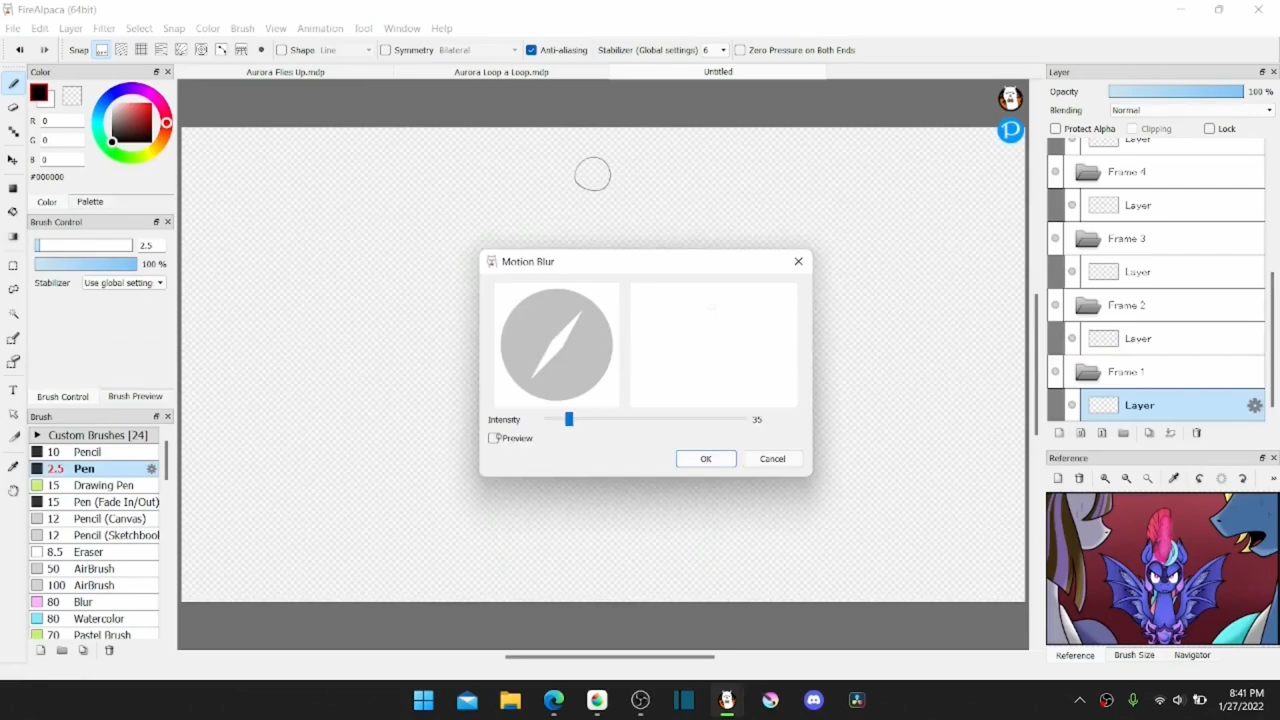 FireAlpaca (64bit)
File Edit Layer Filter Select Snap Color Brush View Animation Tool Window Help
Snap Shape Line Symmetry Bilateral Anti-aliasing Stabilizer (Global settings) 6 Zero Pressure on Both Ends
Color
Aurora Flies Up.mdp Aurora Loop a Loop.mdp Untitled
Layer
R 0
G 0
B 0
#000000
Color Palette
Brush Control
2.5
100 %
Stabilizer Use global setting
Brush Control Brush Preview
Brush
Custom Brushes [24]
10 Pencil
2.5 Pen
15 Drawing Pen
15 Pen (Fade In/Out)
12 Pencil (Canvas)
12 Pencil (Sketchbook
8.5 Eraser
50 AirBrush
100 AirBrush
80 Blur
80 Watercolor
70 Pastel Brush
Motion Blur
Intensity 35
Preview
OK Cancel
Opacity 100 %
Blending Normal
Protect Alpha Clipping Lock
Layer
Frame 4
Layer
Frame 3
Layer
Frame 2
Layer
Frame 1
Layer
Reference
Reference Brush Size Navigator
8:41 PM
1/27/2022